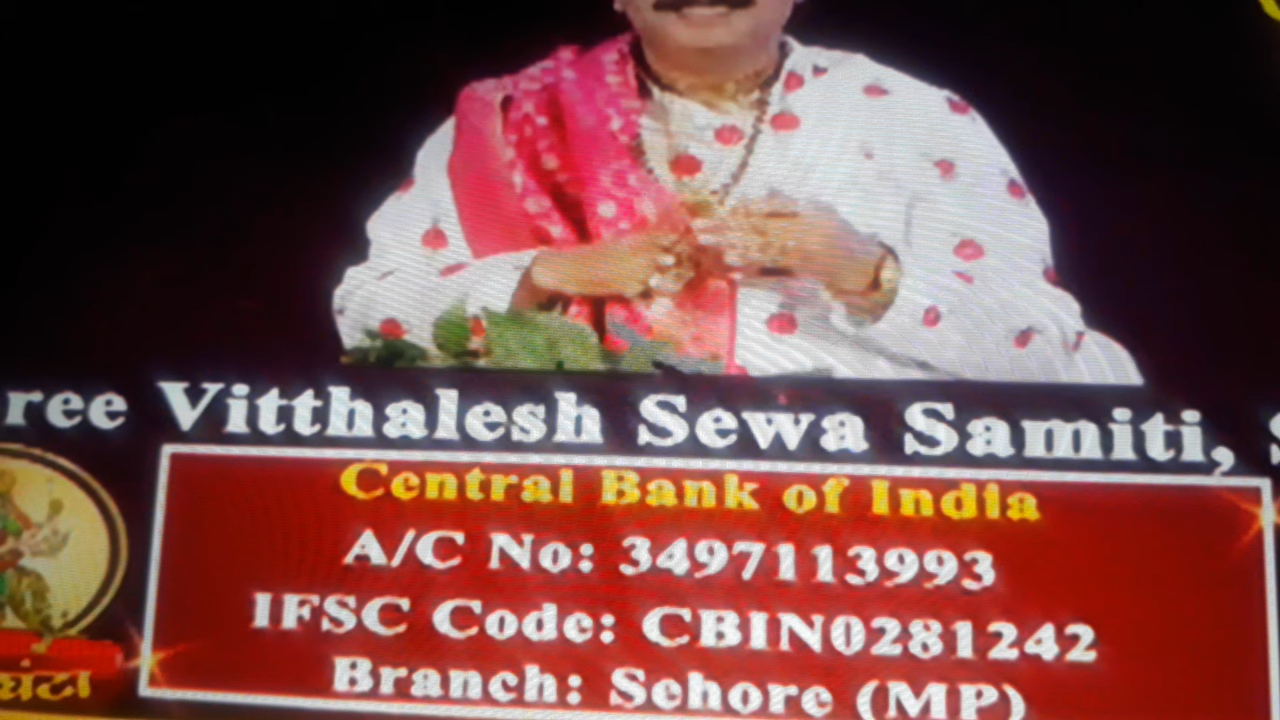 ree Vitthalesh Sewa Samiti, S
Central Bank of India
A/C No: 3497113993
IFSC Code: CBIN0281242
Branch: Sehore (MP)
घंटा